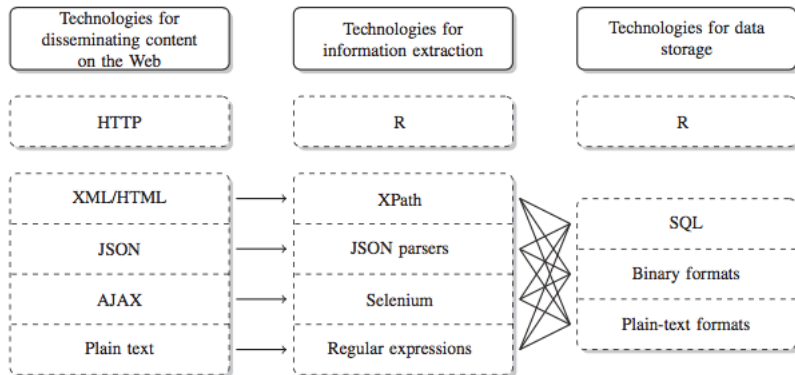 Technologies for
disseminating content
on the Web
Technologies for
information extraction
Technologies for data
storage
HTTP
R
R
XML/HTML
XPath
JSON
JSON parsers
AJAX
Selenium
Plain text
Regular expressions
SQL
Binary formats
Plain-text formats